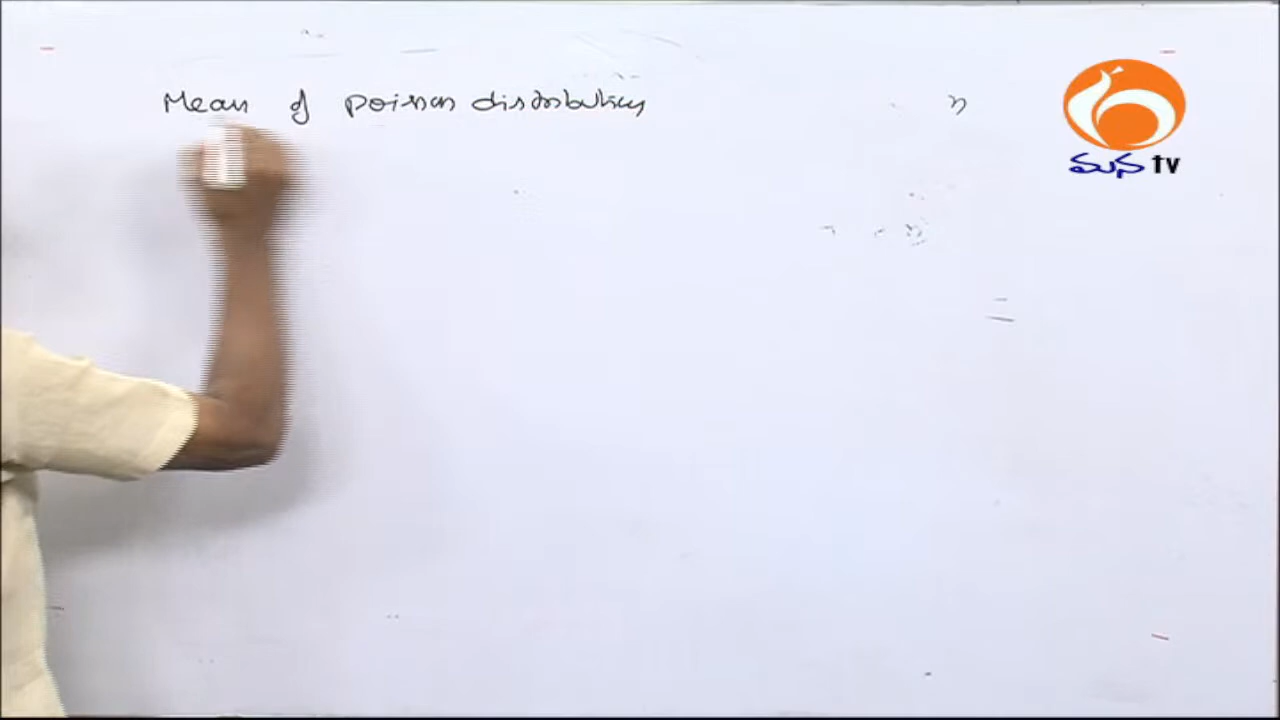 Mean of poisson distribution
n
మన tv